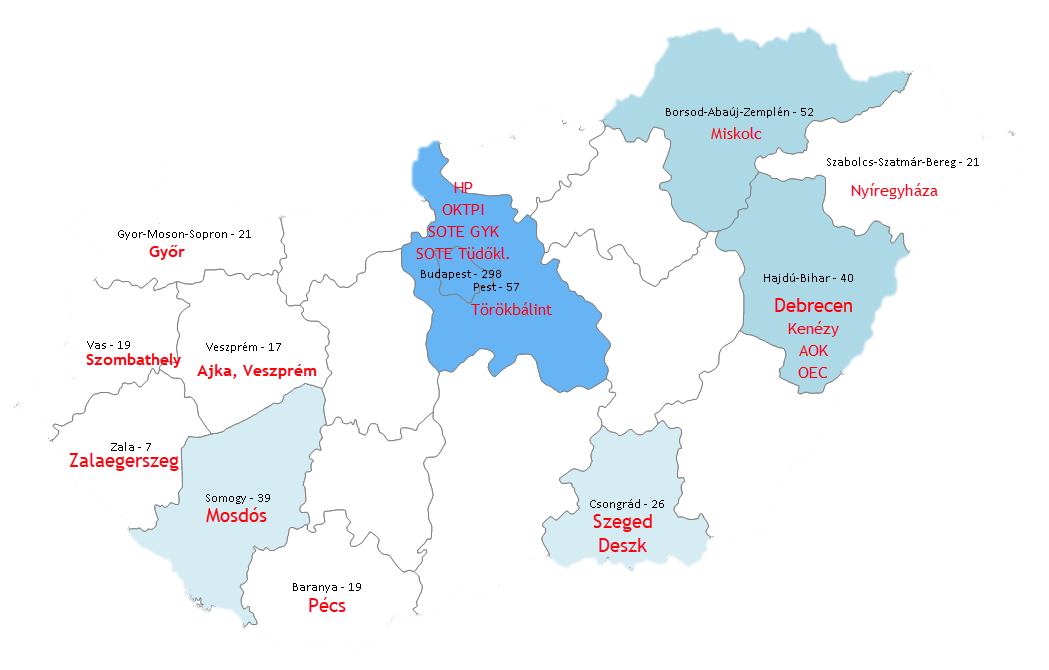 Borsod-Abaúj-Zemplén - 52
Miskolc
Szabolcs-Szatmár-Bereg - 21
Nyíregyháza
HP
OKTPI
SOTE GYK
SOTE Tüdőkl.
Budapest - 298
Pest - 57
Törökbálint
Gyor-Moson-Sopron - 21
Győr
Hajdú-Bihar - 40
Debrecen
Kenézy
AOK
OEC
Vas - 19
Szombathely
Veszprém - 17
Ajka, Veszprém
Zala - 7
Zalaegerszeg
Somogy - 39
Mosdós
Csongrád - 26
Szeged
Deszk
Baranya - 19
Pécs